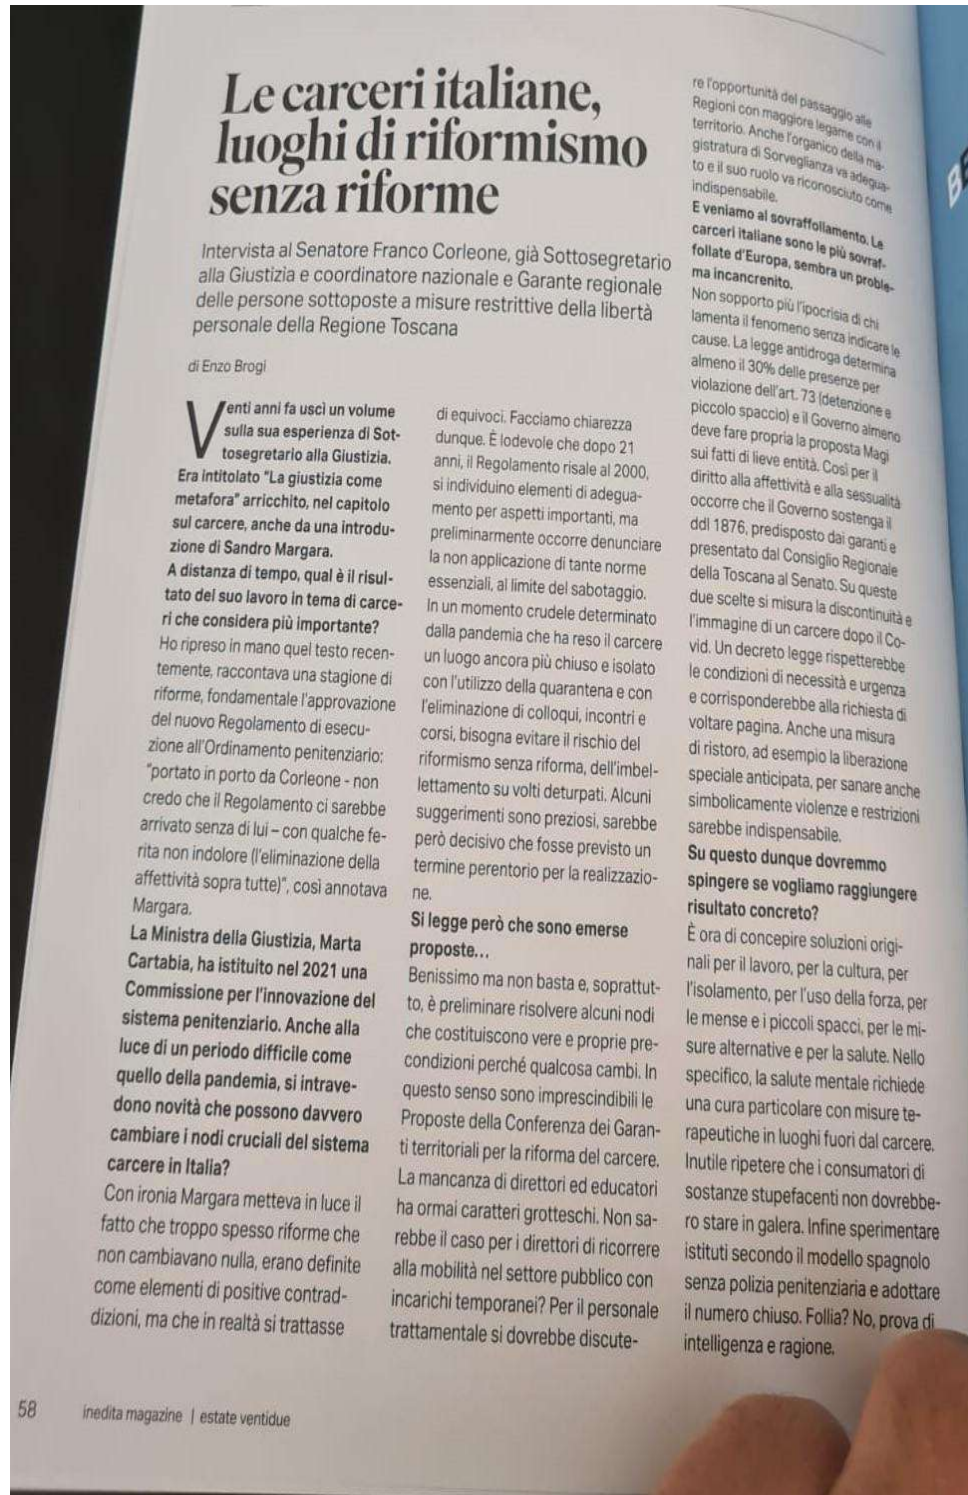 Le carceri italiane,
luoghi di riformismo
senza riforme
Intervista al Senatore Franco Corleone, già Sottosegretario
alla Giustizia e coordinatore nazionale e Garante regionale
delle persone sottoposte a misure restrittive della libertà
personale della Regione Toscana
di Enzo Brogi
Venti anni fa uscì un volume
sulla sua esperienza di Sot-
tosegretario alla Giustizia.
Era intitolato "La giustizia come
metafora" arricchito, nel capitolo
sul carcere, anche da una introdu-
zione di Sandro Margara.
A distanza di tempo, qual è il risul-
tato del suo lavoro in tema di carce-
ri che considera più importante?
Ho ripreso in mano quel testo recen-
temente, raccontava una stagione di
riforme, fondamentale l'approvazione
del nuovo Regolamento di esecu-
zione all'Ordinamento penitenziario:
"portato in porto da Corleone - non
credo che il Regolamento ci sarebbe
arrivato senza di lui – con qualche fe-
rita non indolore (l'eliminazione della
affettività sopra tutte)", così annotava
Margara.
La Ministra della Giustizia, Marta
Cartabia, ha istituito nel 2021 una
Commissione per l'innovazione del
sistema penitenziario. Anche alla
luce di un periodo difficile come
quello della pandemia, si intrave-
dono novità che possono davvero
cambiare i nodi cruciali del sistema
carcere in Italia?
Con ironia Margara metteva in luce il
fatto che troppo spesso riforme che
non cambiavano nulla, erano definite
come elementi di positive contrad-
dizioni, ma che in realtà si trattasse
di equivoci. Facciamo chiarezza
dunque. È lodevole che dopo 21
anni, il Regolamento risale al 2000,
si individuino elementi di adegua-
mento per aspetti importanti, ma
preliminarmente occorre denunciare
la non applicazione di tante norme
essenziali, al limite del sabotaggio.
In un momento crudele determinato
dalla pandemia che ha reso il carcere
un luogo ancora più chiuso e isolato
con l'utilizzo della quarantena e con
l'eliminazione di colloqui, incontri e
corsi, bisogna evitare il rischio del
riformismo senza riforma, dell'imbel-
lettamento su volti deturpati. Alcuni
suggerimenti sono preziosi, sarebbe
però decisivo che fosse previsto un
termine perentorio per la realizzazio-
ne.
Si legge però che sono emerse
proposte...
Benissimo ma non basta e, soprattut-
to, è preliminare risolvere alcuni nodi
che costituiscono vere e proprie pre-
condizioni perché qualcosa cambi. In
questo senso sono imprescindibili le
Proposte della Conferenza dei Garan-
ti territoriali per la riforma del carcere.
La mancanza di direttori ed educatori
ha ormai caratteri grotteschi. Non sa-
rebbe il caso per i direttori di ricorrere
alla mobilità nel settore pubblico con
incarichi temporanei? Per il personale
trattamentale si dovrebbe discute-
re l'opportunità del passaggio alle
Regioni con maggiore legame con il
territorio. Anche l'organico della ma-
gistratura di Sorveglianza va adegua-
to e il suo ruolo va riconosciuto come
indispensabile.
E veniamo al sovraffollamento. Le
carceri italiane sono le più sovraf-
follate d'Europa, sembra un proble-
ma incancrenito.
Non sopporto più l'ipocrisia di chi
lamenta il fenomeno senza indicare le
cause. La legge antidroga determina
almeno il 30% delle presenze per
violazione dell'art. 73 (detenzione e
piccolo spaccio) e il Governo almeno
deve fare propria la proposta Magi
sui fatti di lieve entità. Così per il
diritto alla affettività e alla sessualità
occorre che il Governo sostenga il
ddl 1876, predisposto dai garanti e
presentato dal Consiglio Regionale
della Toscana al Senato. Su queste
due scelte si misura la discontinuità e
l'immagine di un carcere dopo il Co-
vid. Un decreto legge rispetterebbe
le condizioni di necessità e urgenza
e corrisponderebbe alla richiesta di
voltare pagina. Anche una misura
di ristoro, ad esempio la liberazione
speciale anticipata, per sanare anche
simbolicamente violenze e restrizioni
sarebbe indispensabile.
Su questo dunque dovremmo
spingere se vogliamo raggiungere
risultato concreto?
È ora di concepire soluzioni origi-
nali per il lavoro, per la cultura, per
l'isolamento, per l'uso della forza, per
le mense e i piccoli spacci, per le mi-
sure alternative e per la salute. Nello
specifico, la salute mentale richiede
una cura particolare con misure te-
rapeutiche in luoghi fuori dal carcere.
Inutile ripetere che i consumatori di
sostanze stupefacenti non dovrebbe-
ro stare in galera. Infine sperimentare
istituti secondo il modello spagnolo
senza polizia penitenziaria e adottare
il numero chiuso. Follia? No, prova di
intelligenza e ragione.
58 inedita magazine | estate ventidue